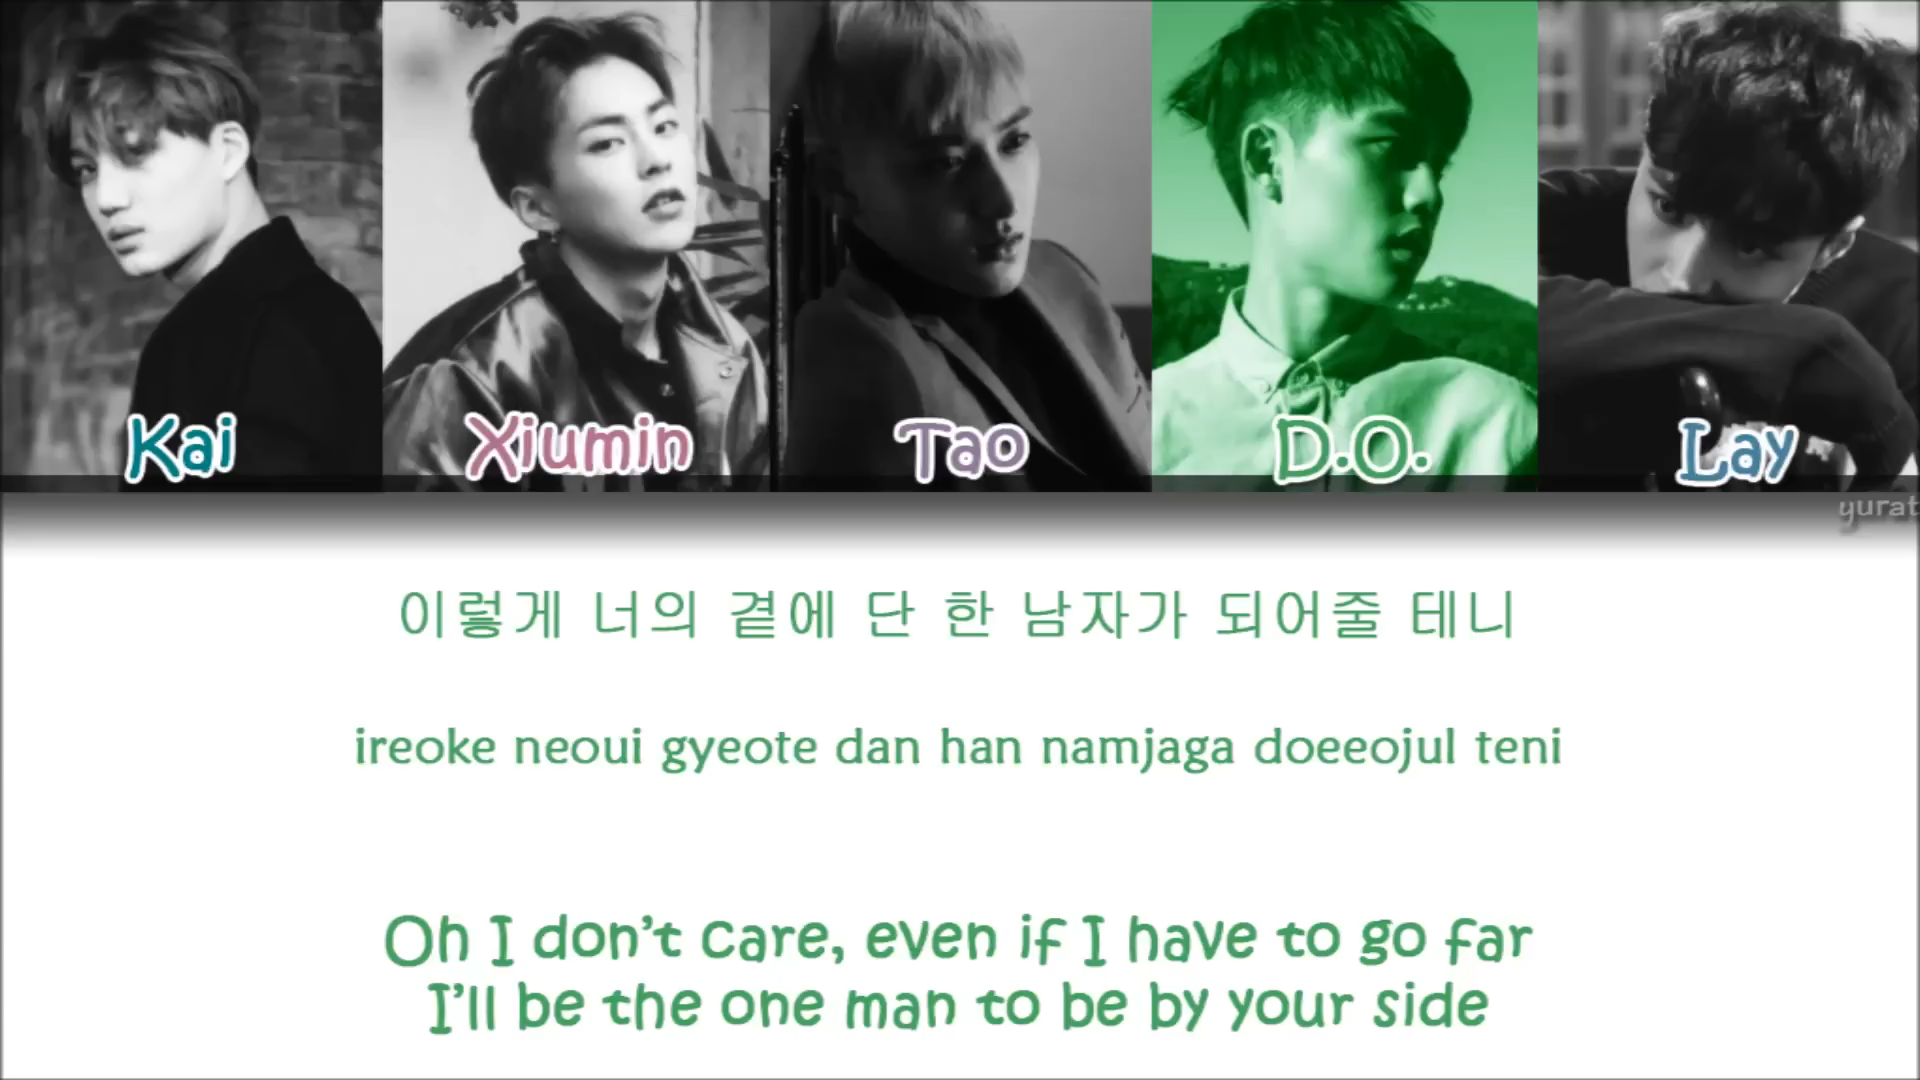 Kai
Xiumin
Tao
D.O.
Lay
yurat
이렇게 너의 곁에 단 한 남자가 되어줄 테니
ireoke neoui gyeote dan han namjaga doeeojul teni
Oh I don't care, even if I have to go far
I'll be the one man to be by your side